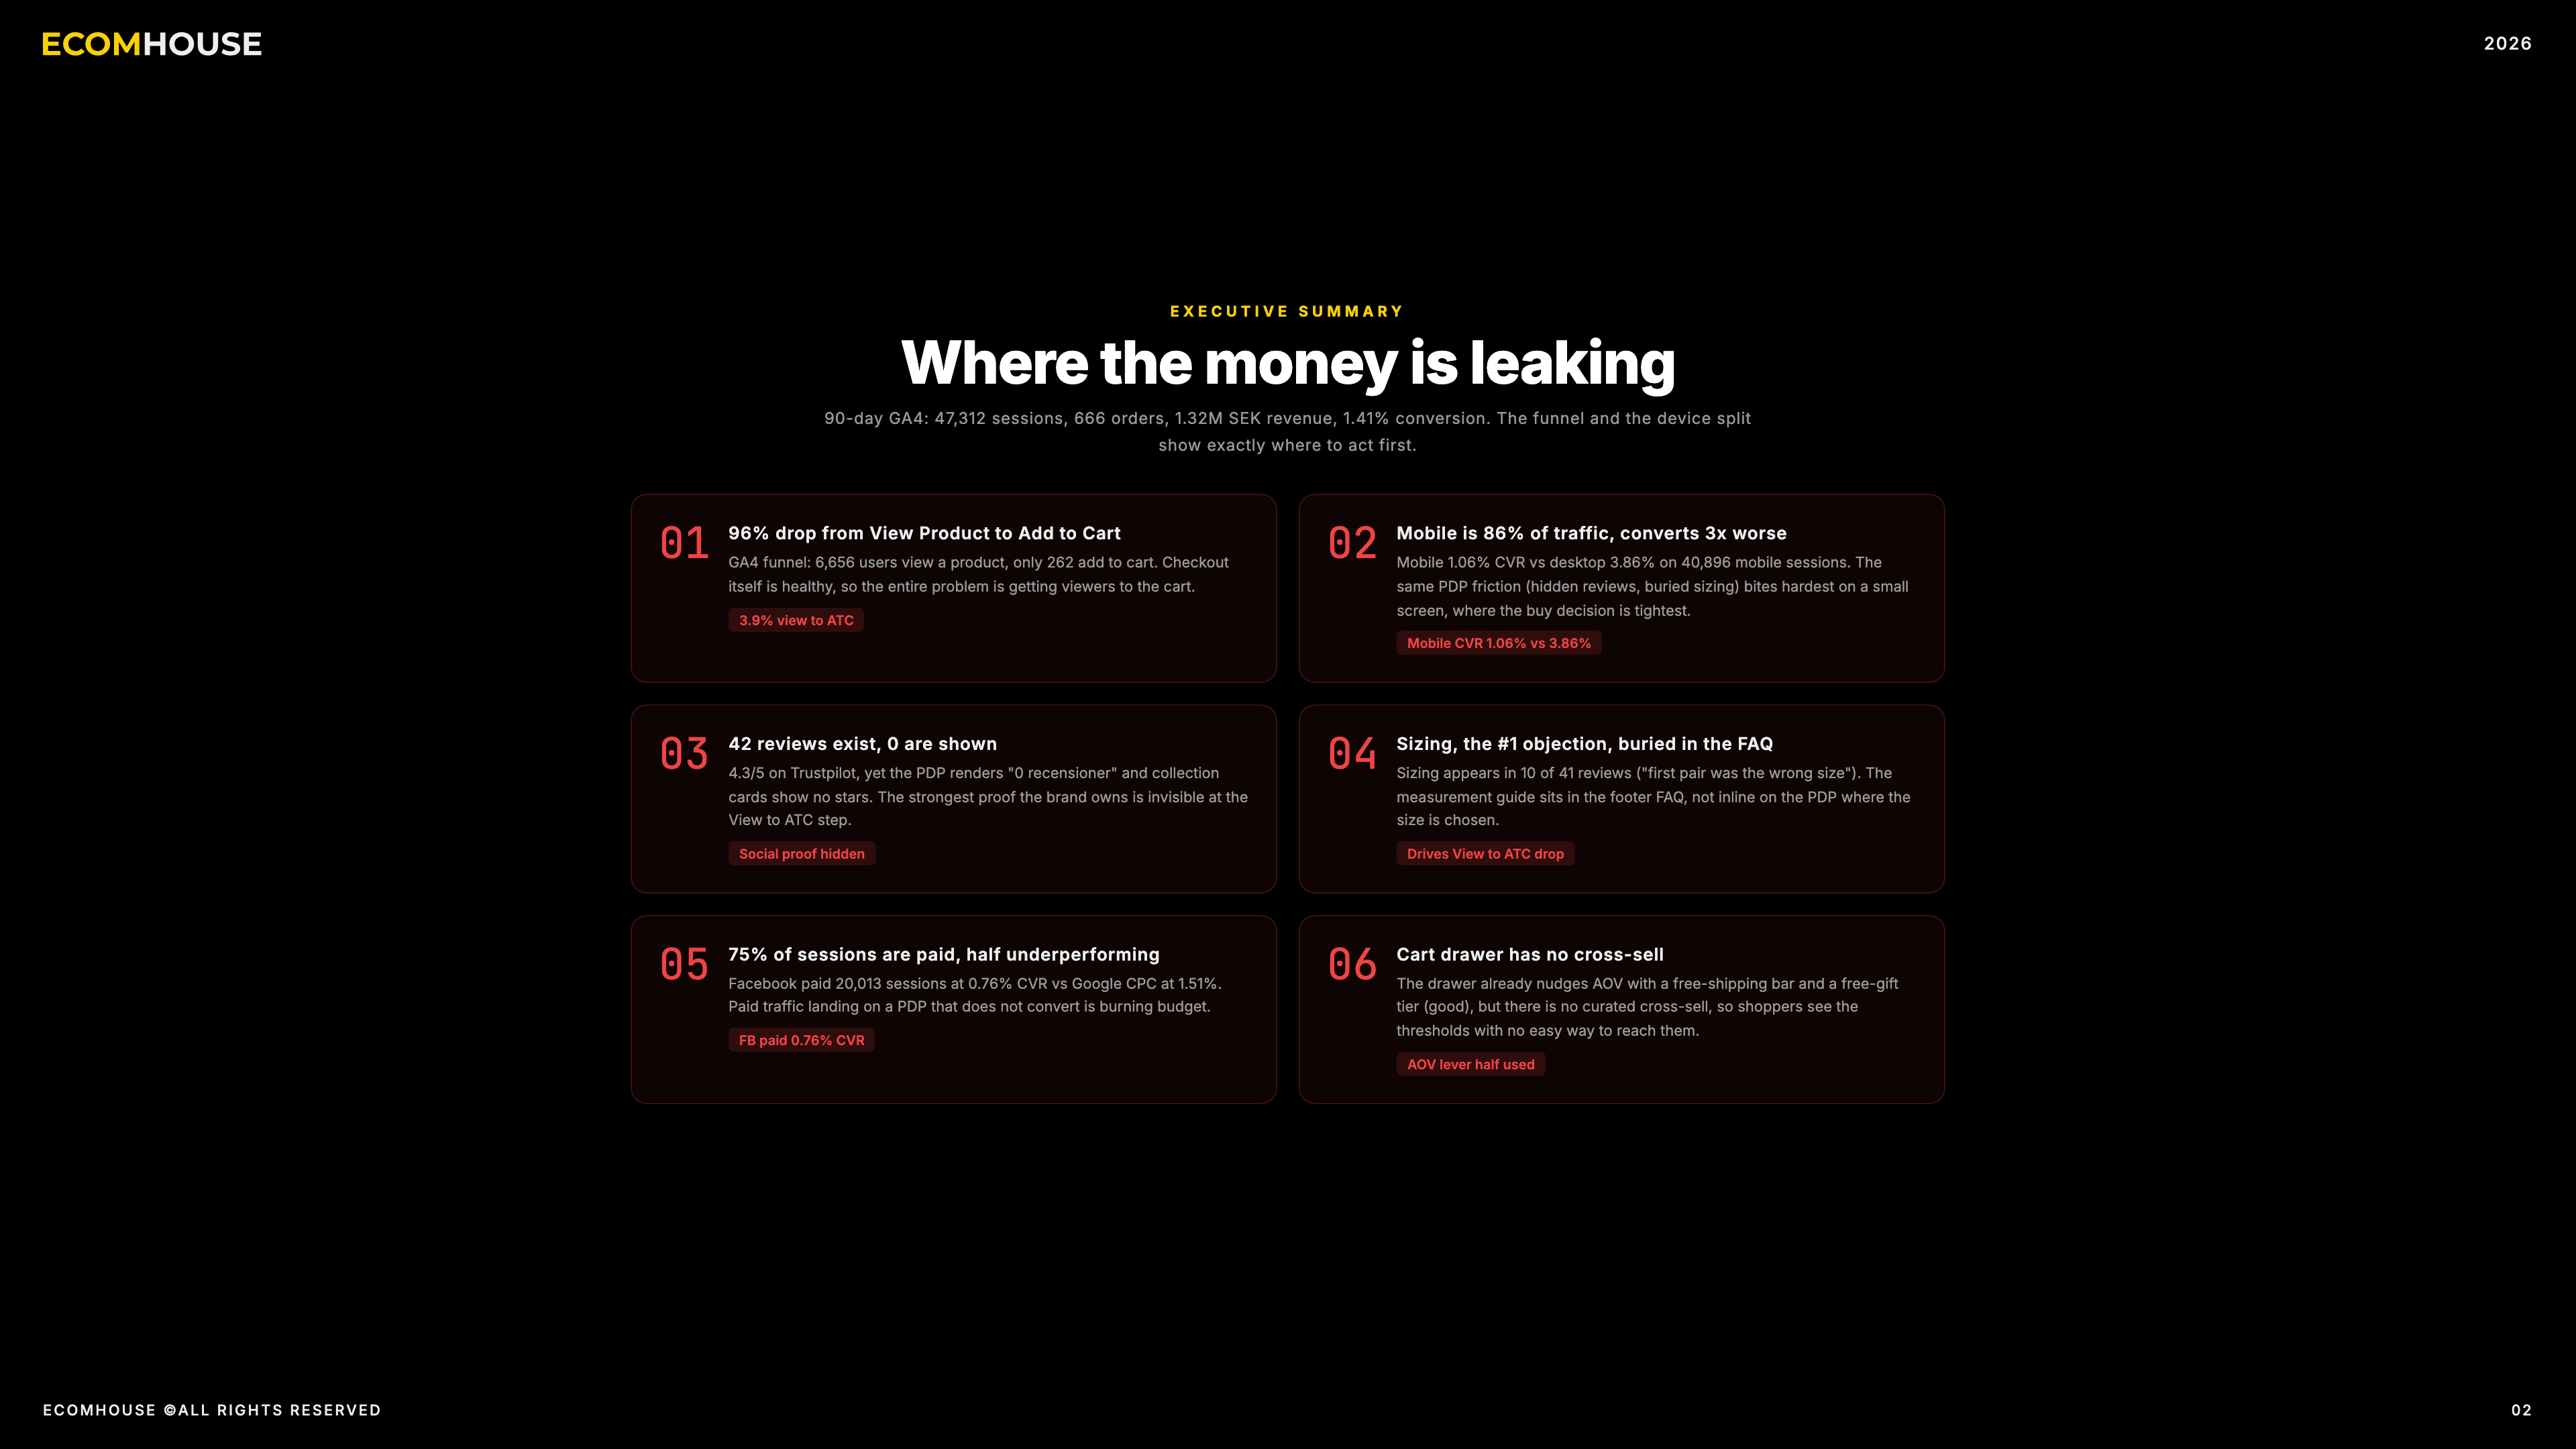 ECOMHOUSE
2026
EXECUTIVE SUMMARY
Where the money is leaking
90-day GA4: 47,312 sessions, 666 orders, 1.32M SEK revenue, 1.41% conversion. The funnel and the device split
show exactly where to act first.
01
96% drop from View Product to Add to Cart
GA4 funnel: 6,656 users view a product, only 262 add to cart. Checkout
itself is healthy, so the entire problem is getting viewers to the cart.
3.9% view to ATC
02
Mobile is 86% of traffic, converts 3x worse
Mobile 1.06% CVR vs desktop 3.86% on 40,896 mobile sessions. The
same PDP friction (hidden reviews, buried sizing) bites hardest on a small
screen, where the buy decision is tightest.
Mobile CVR 1.06% vs 3.86%
03
42 reviews exist, 0 are shown
4.3/5 on Trustpilot, yet the PDP renders "0 recensioner" and collection
cards show no stars. The strongest proof the brand owns is invisible at the
View to ATC step.
Social proof hidden
04
Sizing, the #1 objection, buried in the FAQ
Sizing appears in 10 of 41 reviews ("first pair was the wrong size"). The
measurement guide sits in the footer FAQ, not inline on the PDP where the
size is chosen.
Drives View to ATC drop
05
75% of sessions are paid, half underperforming
Facebook paid 20,013 sessions at 0.76% CVR vs Google CPC at 1.51%.
Paid traffic landing on a PDP that does not convert is burning budget.
FB paid 0.76% CVR
06
Cart drawer has no cross-sell
The drawer already nudges AOV with a free-shipping bar and a free-gift
tier (good), but there is no curated cross-sell, so shoppers see the
thresholds with no easy way to reach them.
AOV lever half used
ECOMHOUSE ©ALL RIGHTS RESERVED
02